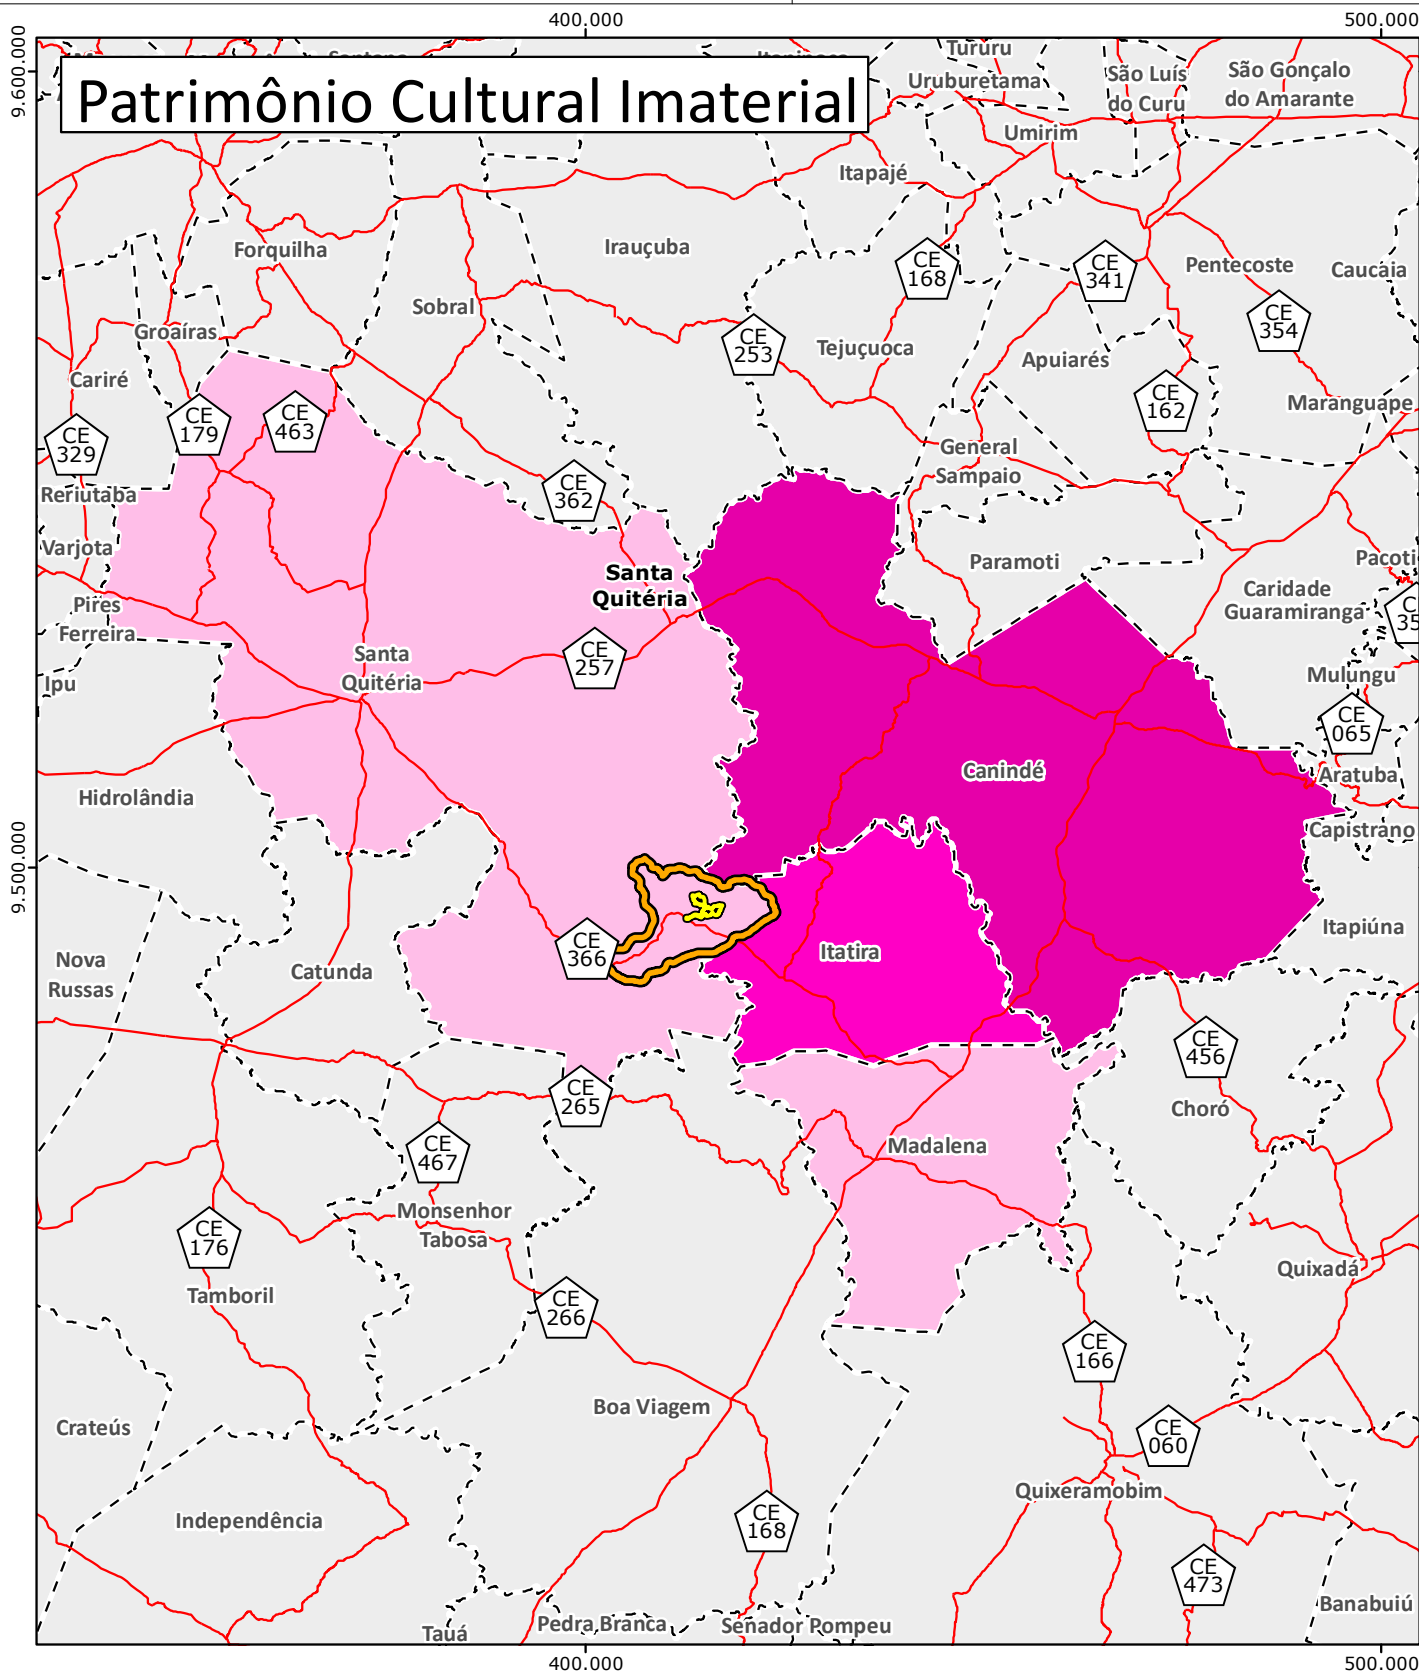 400.000
500.000
9.600.000
Patrimônio Cultural Imaterial
Tururu
Uruburetama
São Luís
do Curu
São Gonçalo
do Amarante
Umirim
Itapajé
Forquilha
Irauçuba
CE
168
CE
341
Pentecoste
Caucaia
Sobral
Groaíras
CE
253
Tejuçuoca
CE
354
Apuiarés
Cariré
CE
179
CE
463
CE
162
Maranguape
CE
329
General
Sampaio
Reriutaba
CE
362
Varjota
Paramoti
Pacoti
Santa
Quitéria
Caridade
Guaramiranga
Pires
Ferreira
C
35
Santa
Quitéria
CE
257
Ipu
Mulungu
CE
065
Canindé
Aratuba
Hidrolândia
Capistrano
9.500.000
Itapiúna
CE
366
Itatira
Nova
Russas
Catunda
CE
456
CE
265
Choró
CE
467
Madalena
Monsenhor
Tabosa
CE
176
Quixadá
Tamboril
CE
266
CE
166
Boa Viagem
Crateús
CE
060
Quixeramobim
Independência
CE
168
CE
473
Banabuiú
Tauá
Pedra Branca
Senador Pompeu
400.000
500.000